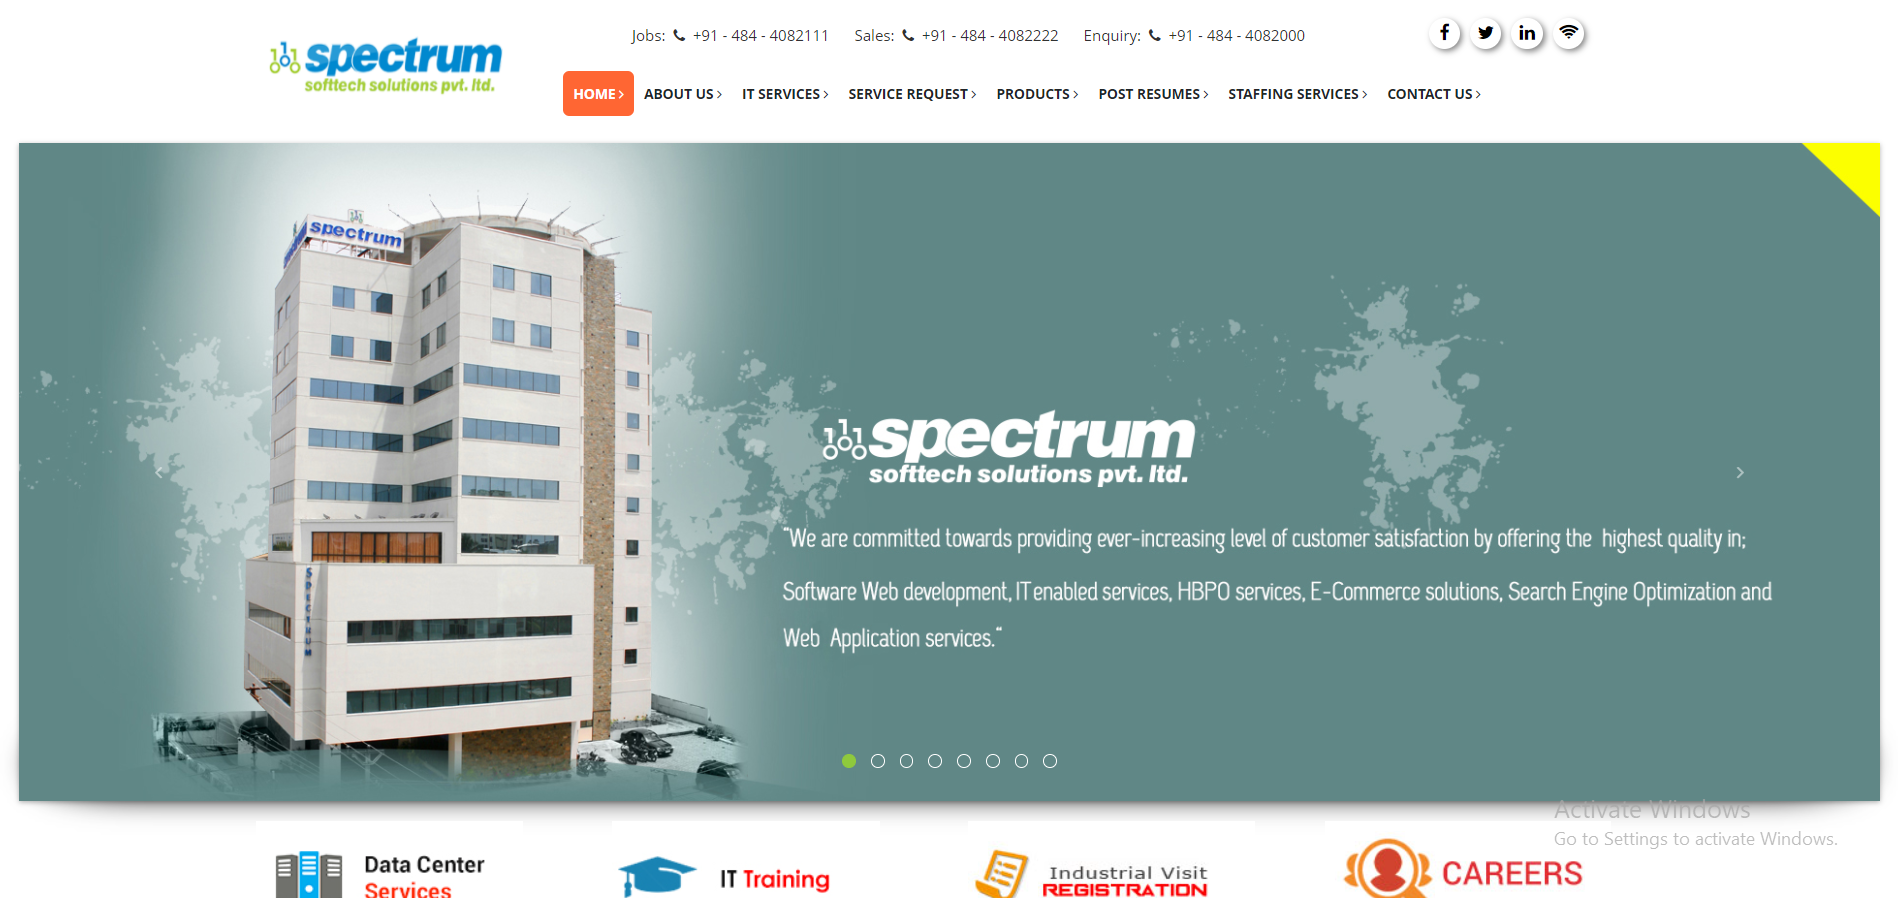 Jobs: +91 - 484 - 4082111 Sales: +91 - 484 - 4082222 Enquiry: +91 - 484 - 4082000
spectrum
softtech solutions pvt. ltd.
HOME ABOUT US IT SERVICES SERVICE REQUEST PRODUCTS POST RESUMES STAFFING SERVICES CONTACT US
spectrum
spectrum
softtech solutions pvt. ltd.
"We are committed towards providing ever-increasing level of customer satisfaction by offering the highest quality in;
Software Web development, IT enabled services, HBPO services, E-Commerce solutions, Search Engine Optimization and
Web Application services."
SPECTRUM
Activate Windows
Go to Settings to activate Windows.
Data Center
Services
IT Training
Industrial Visit
REGISTRATION
CAREERS